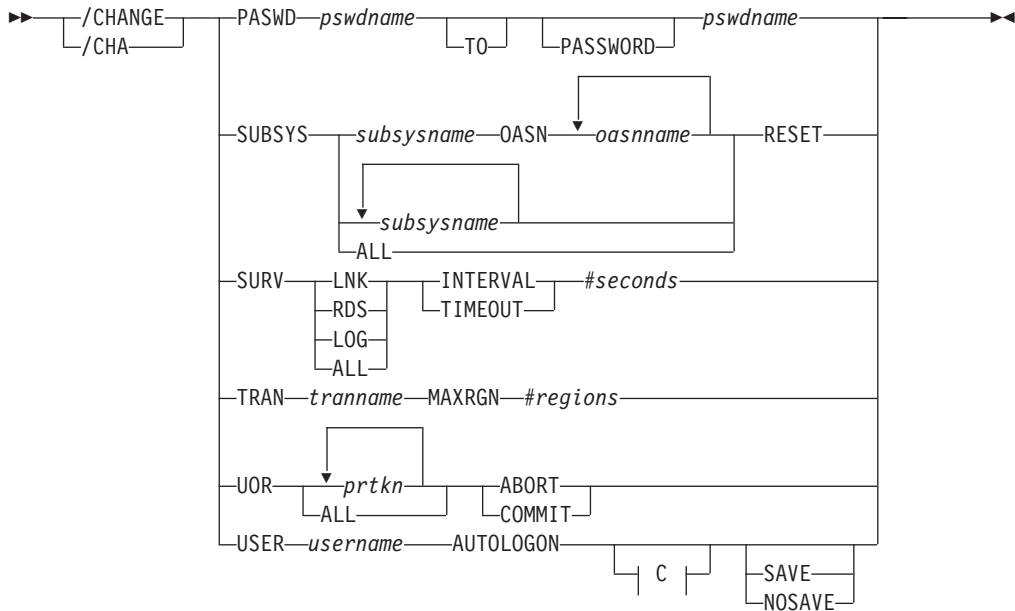 /CHANGE PASWD pswdname pswdname
/CHA TO PASSWORD
SUBSYS subsysname OASN oasnname RESET
subsysname
ALL
SURV LNK INTERVAL #seconds
RDS TIMEOUT
LOG
ALL
TRAN tranname MAXRGN #regions
UOR prtkn ABORT
ALL COMMIT
USER username AUTOLOGON
C SAVE
NOSAVE